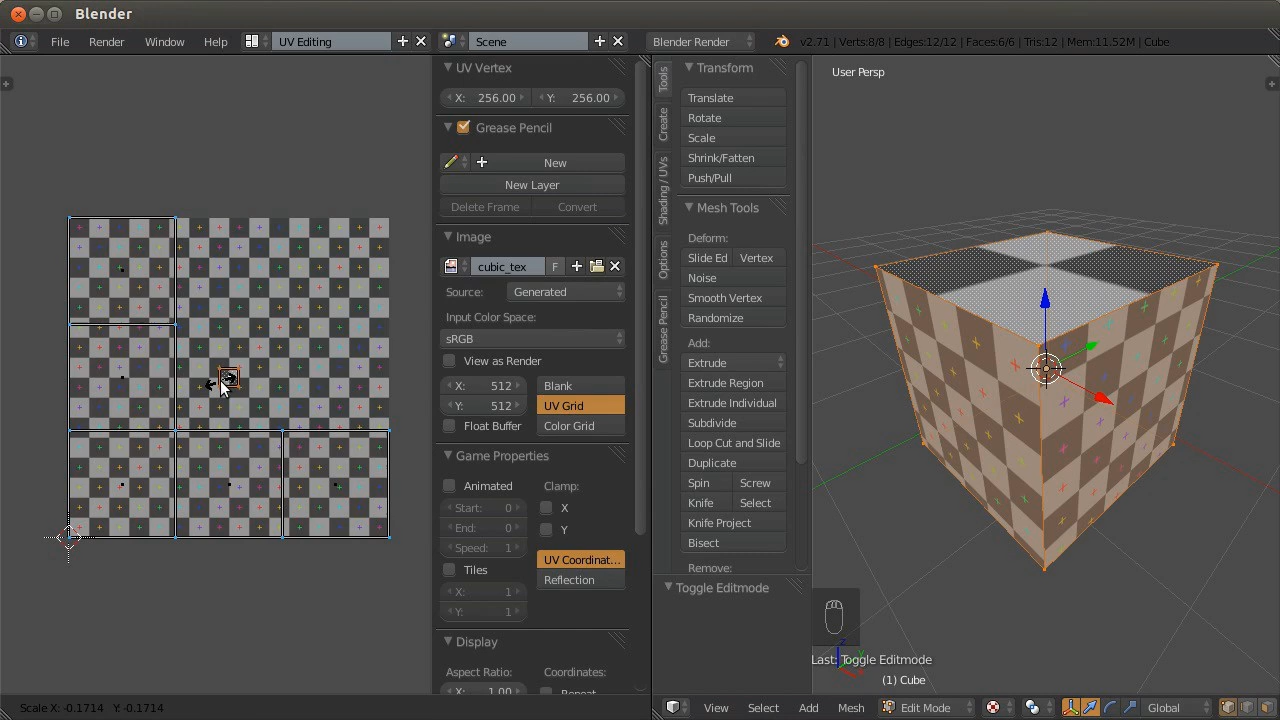 Blender
File Render Window Help UV Editing Scene Blender Render v2.71 | Verts:8/8 | Edges:12/12 | Faces:6/6 | Tris:12 | Mem:11.52M | Cube
UV Vertex
X: 256.00 Y: 256.00
Grease Pencil
New
New Layer
Delete Frame Convert
Image
cubic_tex F
Source: Generated
Input Color Space:
sRGB
View as Render
X: 512 Blank
Y: 512 UV Grid
Float Buffer Color Grid
Game Properties
Animated Clamp:
Start: 0 X
End: 0 Y
Speed: 1 UV Coordinat...
Tiles Reflection
X: 1
Y: 1
Display
Aspect Ratio: Coordinates:
X: 1.00 Repeat
Tools
Create
Shading / UVs
Options
Grease Pencil
Transform
Translate
Rotate
Scale
Shrink/Fatten
Push/Pull
Mesh Tools
Deform:
Slide Ed Vertex
Noise
Smooth Vertex
Randomize
Add:
Extrude
Extrude Region
Extrude Individual
Subdivide
Loop Cut and Slide
Duplicate
Spin Screw
Knife Select
Knife Project
Bisect
Remove:
Toggle Editmode
User Persp
Last: Toggle Editmode
(1) Cube
Scale X: -0.1714 Y: -0.1714
View Select Add Mesh Edit Mode Global